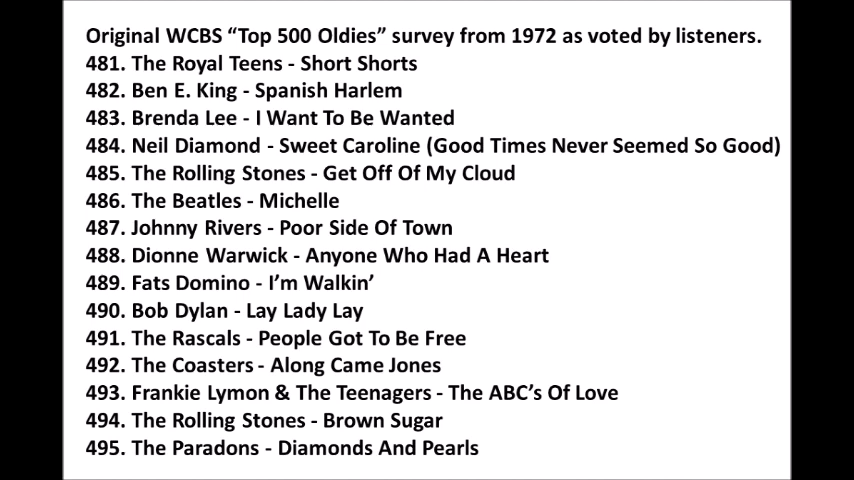 Original WCBS “Top 500 Oldies” survey from 1972 as voted by listeners.
481. The Royal Teens - Short Shorts
482. Ben E. King - Spanish Harlem
483. Brenda Lee - I Want To Be Wanted
484. Neil Diamond - Sweet Caroline (Good Times Never Seemed So Good)
485. The Rolling Stones - Get Off Of My Cloud
486. The Beatles - Michelle
487. Johnny Rivers - Poor Side Of Town
488. Dionne Warwick - Anyone Who Had A Heart
489. Fats Domino - I’m Walkin’
490. Bob Dylan - Lay Lady Lay
491. The Rascals - People Got To Be Free
492. The Coasters - Along Came Jones
493. Frankie Lymon & The Teenagers - The ABC’s Of Love
494. The Rolling Stones - Brown Sugar
495. The Paradons - Diamonds And Pearls